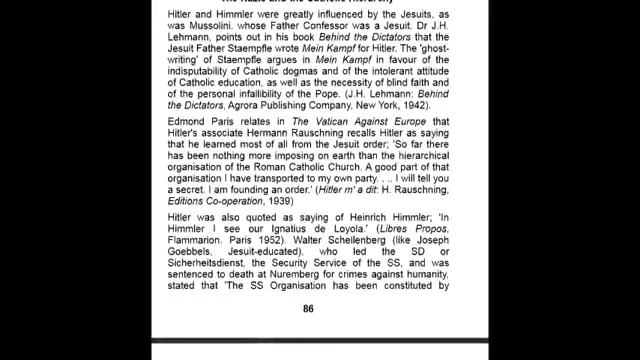 The Nazis and the Catholic Hierarchy
Hitler and Himmler were greatly influenced by the Jesuits, as
was Mussolini. whose Father Confessor was a Jesuit. Dr J.H.
Lehmann, points out in his book Behind the Dictators that
the Jesuit Father Staempfle wrote Mein Kampf for Hitler. The 'ghost-
writing' of Staempfle argues in Mein Kampf in favour of the
indisputability of Catholic dogmas and of the intolerant attitude
of Catholic education, as well as the necessity of blind faith and
of the personal infallibility of the Pope. (J.H. Lehmann: Behind
the Dictators, Agrora Publishing Company, New York, 1942).
Edmond Paris relates in The Vatican Against Europe that
Hitler's associate Hermann Rauschning recalls Hitler as saying
that he learned most of all from the Jesuit order; 'So far there
has been nothing more imposing on earth than the hierarchical
organisation of the Roman Catholic Church. A good part of that
organisation I have transported to my own party. . .. I will tell you
a secret. I am founding an order.' (Hitler m' a dit: H. Rauschning,
Editions Co-operation, 1939)
Hitler was also quoted as saying of Heinrich Himmler; 'In
Himmler I see our Ignatius de Loyola.' (Libres Propos,
Flammarion. Paris 1952). Walter Schellenberg (like Joseph
Goebbels, Jesuit-educated), who led the SD or
Sicherheitsdienst, the Security Service of the SS, and was
sentenced to death at Nuremberg for crimes against humanity,
stated that 'The SS Organisation has been constituted by
86